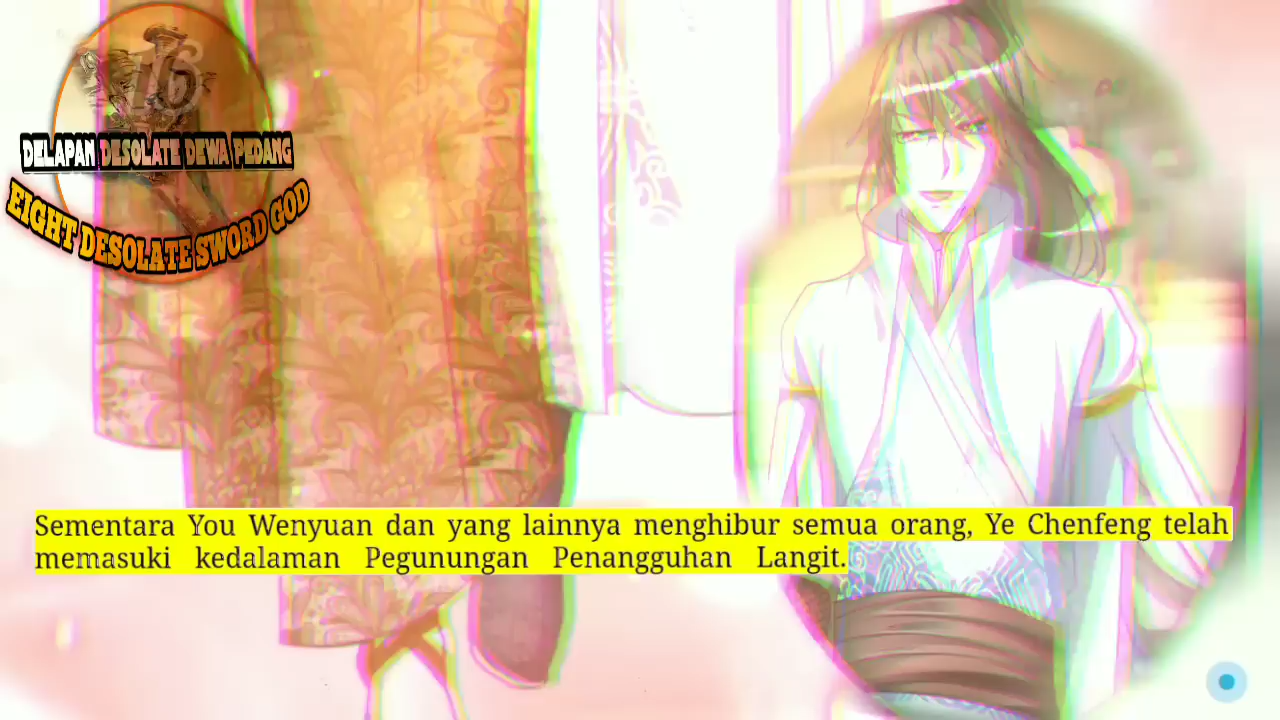 16
DELAPAN DESOLATE DEWA PEDANG
EIGHT DESOLATE SWORD GOD
Sementara You Wenyuan dan yang lainnya menghibur semua orang, Ye Chenfeng telah
memasuki kedalaman Pegunungan Penangguhan Langit.